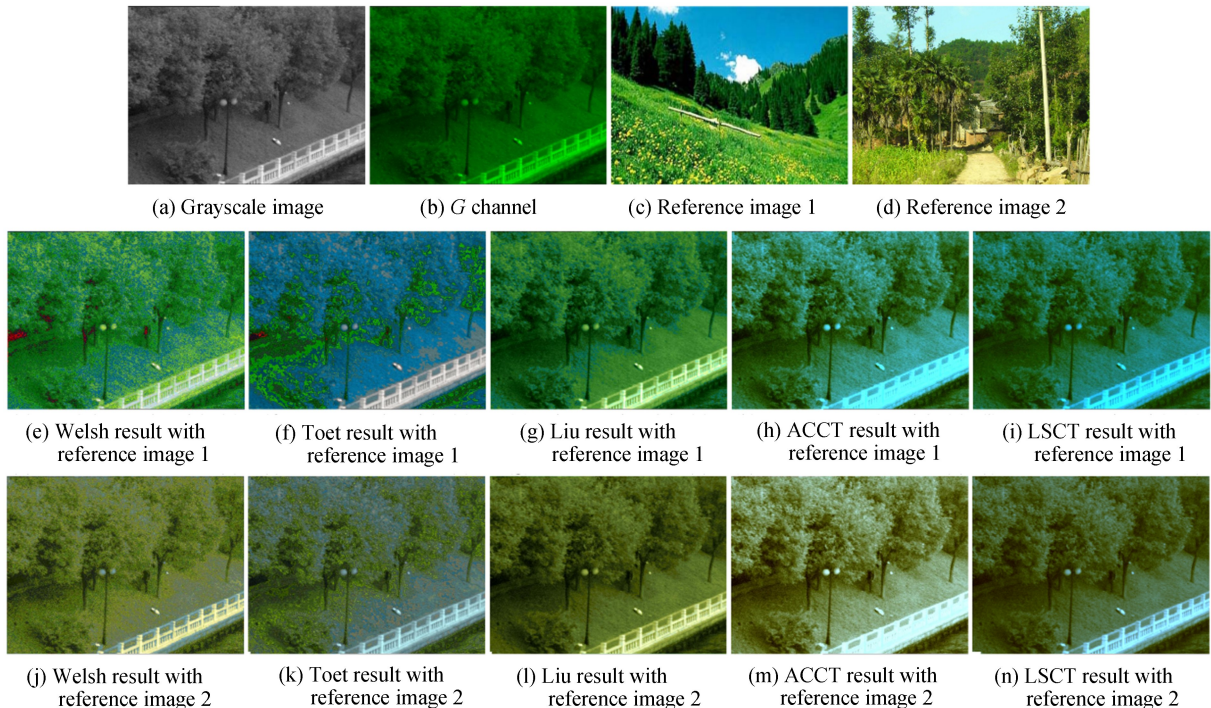 (a) Grayscale image
(b) G channel
(c) Reference image 1
(d) Reference image 2
(e) Welsh result with
reference image 1
(f) Toet result with
reference image 1
(g) Liu result with
reference image 1
(h) ACCT result with
reference image 1
(i) LSCT result with
reference image 1
(j) Welsh result with
reference image 2
(k) Toet result with
reference image 2
(l) Liu result with
reference image 2
(m) ACCT result with
reference image 2
(n) LSCT result with
reference image 2